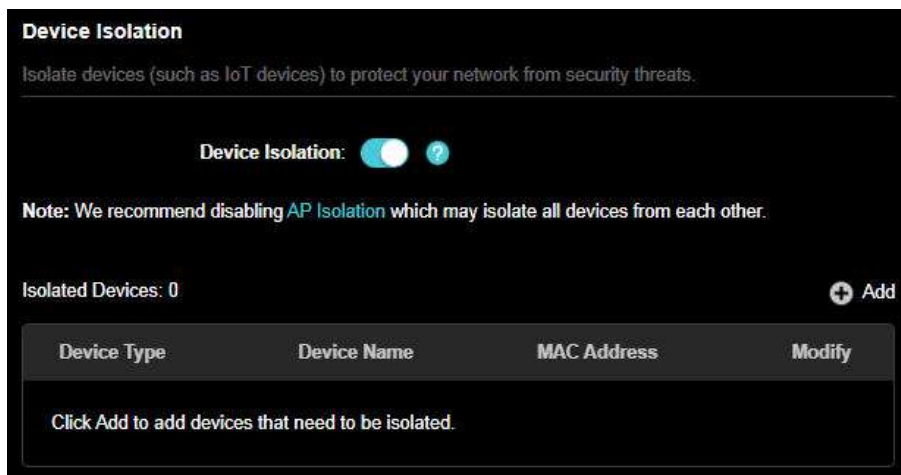 Device Isolation
Isolate devices (such as IoT devices) to protect your network from security threats.
Device Isolation: ?
Note: We recommend disabling AP Isolation which may isolate all devices from each other.
Isolated Devices: 0 Add
Device Type Device Name MAC Address Modify
Click Add to add devices that need to be isolated.